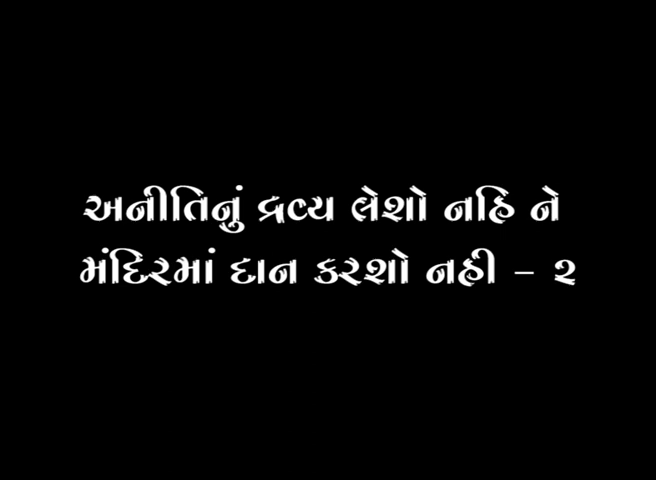 અનીતિનું દ્રવ્ય લેશો નહિ ને
મંદિરમાં દાન કરશો નહી – ૨